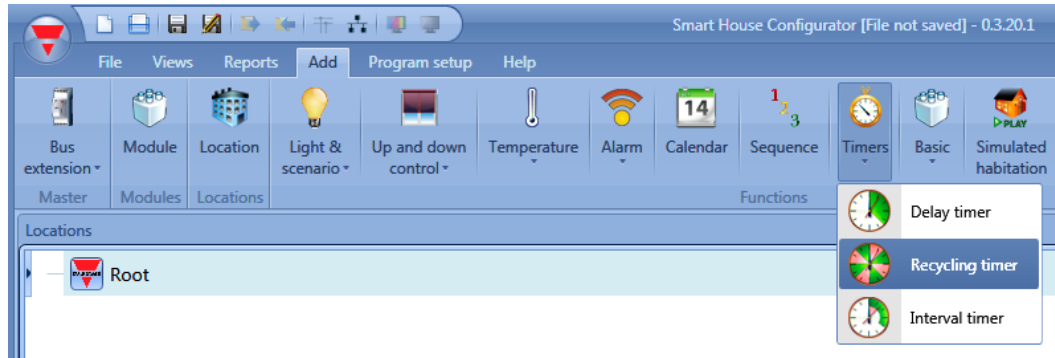 Smart House Configurator [File not saved] - 0.3.20.1
File Views Reports Add Program setup Help
14
1 2 3
PLAY
Bus extension
Module
Location
Light & scenario
Up and down control
Temperature
Alarm
Calendar
Sequence
Timers
Basic
Simulated habitation
Master Modules Locations Functions
Locations
Root
Delay timer
Recycling timer
Interval timer